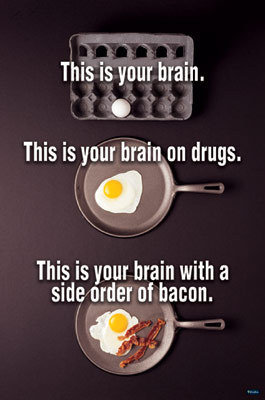 This is your brain.
This is your brain on drugs.
This is your brain with a
side order of bacon.